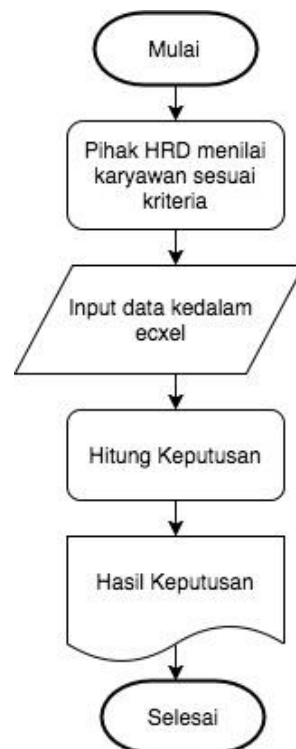 Mulai
Pihak HRD menilai
karyawan sesuai
kriteria
Input data kedalam
ecxel
Hitung Keputusan
Hasil Keputusan
Selesai